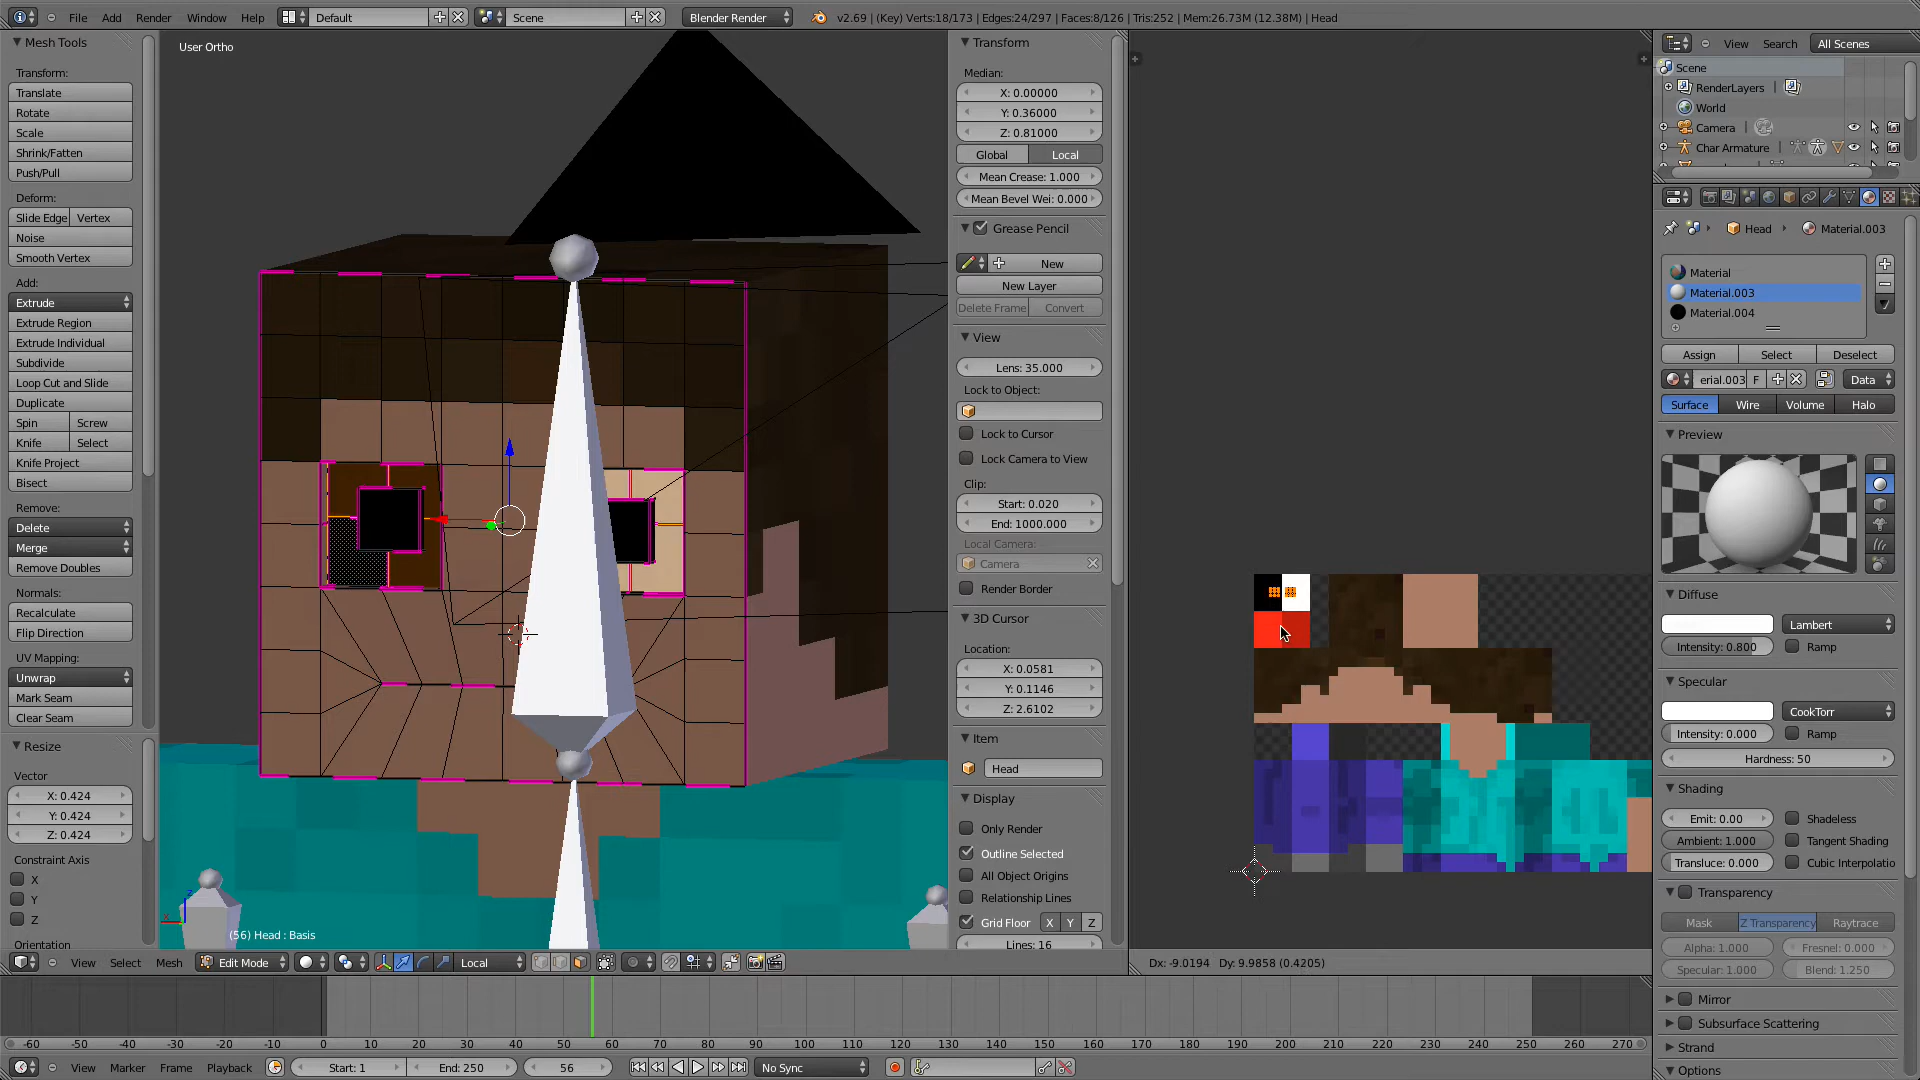 File Add Render Window Help Default Scene Blender Render v2.69 | (Key) Verts:18/173 | Edges:24/297 | Faces:8/126 | Tris:252 | Mem:26.73M (12.38M) | Head
Mesh Tools
Transform:
Translate
Rotate
Scale
Shrink/Fatten
Push/Pull
Deform:
Slide Edge Vertex
Noise
Smooth Vertex
Add:
Extrude
Extrude Region
Extrude Individual
Subdivide
Loop Cut and Slide
Duplicate
Spin Screw
Knife Select
Knife Project
Bisect
Remove:
Delete
Merge
Remove Doubles
Normals:
Recalculate
Flip Direction
UV Mapping:
Unwrap
Mark Seam
Clear Seam
Resize
Vector
X: 0.424
Y: 0.424
Z: 0.424
Constraint Axis
X
Y
Z
Orientation
User Ortho
(56) Head : Basis
Transform
Median:
X: 0.00000
Y: 0.36000
Z: 0.81000
Global Local
Mean Crease: 1.000
Mean Bevel Wei: 0.000
Grease Pencil
New
New Layer
Delete Frame Convert
View
Lens: 35.000
Lock to Object:
Lock to Cursor
Lock Camera to View
Clip:
Start: 0.020
End: 1000.000
Local Camera:
Camera
Render Border
3D Cursor
Location:
X: 0.0581
Y: 0.1146
Z: 2.6102
Item
Head
Display
Only Render
Outline Selected
All Object Origins
Relationship Lines
Grid Floor X Y Z
Lines: 16
View Select Mesh Edit Mode Local
Dx: -9.0194 Dy: 9.9858 (0.4205)
View Search All Scenes
Scene
RenderLayers
World
Camera
Char Armature
Head Material.003
Material
Material.003
Material.004
Assign Select Deselect
erial.003 F Data
Surface Wire Volume Halo
Preview
Diffuse
Lambert
Intensity: 0.800 Ramp
Specular
CookTorr
Intensity: 0.000 Ramp
Hardness: 50
Shading
Emit: 0.00 Shadeless
Ambient: 1.000 Tangent Shading
Transluce: 0.000 Cubic Interpolatio
Transparency
Mask Z Transparency Raytrace
Alpha: 1.000 Fresnel: 0.000
Specular: 1.000 Blend: 1.250
Mirror
Subsurface Scattering
Strand
Options
-60 -50 -40 -30 -20 -10 0 10 20 30 40 50 60 70 80 90 100 110 120 130 140 150 160 170 180 190 200 210 220 230 240 250 260 270
View Marker Frame Playback Start: 1 End: 250 56 No Sync